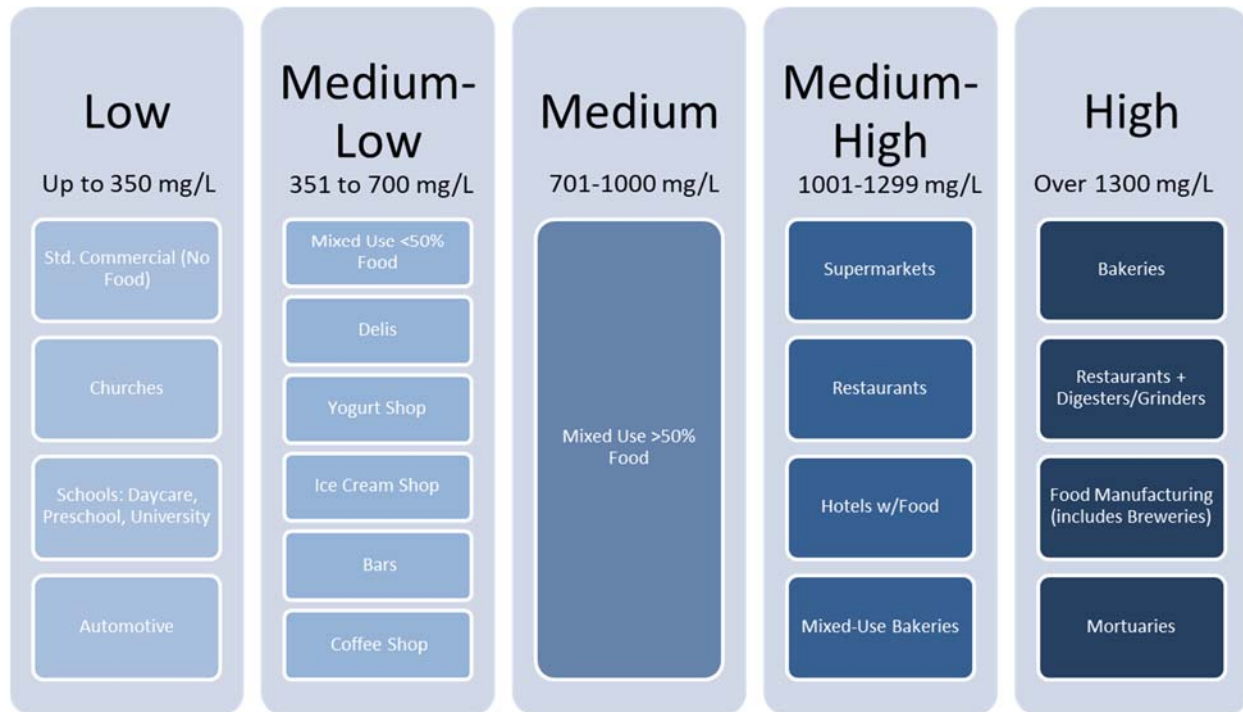 Low
Up to 350 mg/L
Std. Commercial (No
Food)
Churches
Schools: Daycare,
Preschool, University
Automotive
Medium-
Low
351 to 700 mg/L
Mixed Use <50%
Food
Delis
Yogurt Shop
Ice Cream Shop
Bars
Coffee Shop
Medium
701-1000 mg/L
Mixed Use >50%
Food
Medium-
High
1001-1299 mg/L
Supermarkets
Restaurants
Hotels w/Food
Mixed-Use Bakeries
High
Over 1300 mg/L
Bakeries
Restaurants +
Digesters/Grinders
Food Manufacturing
(includes Breweries)
Mortuaries